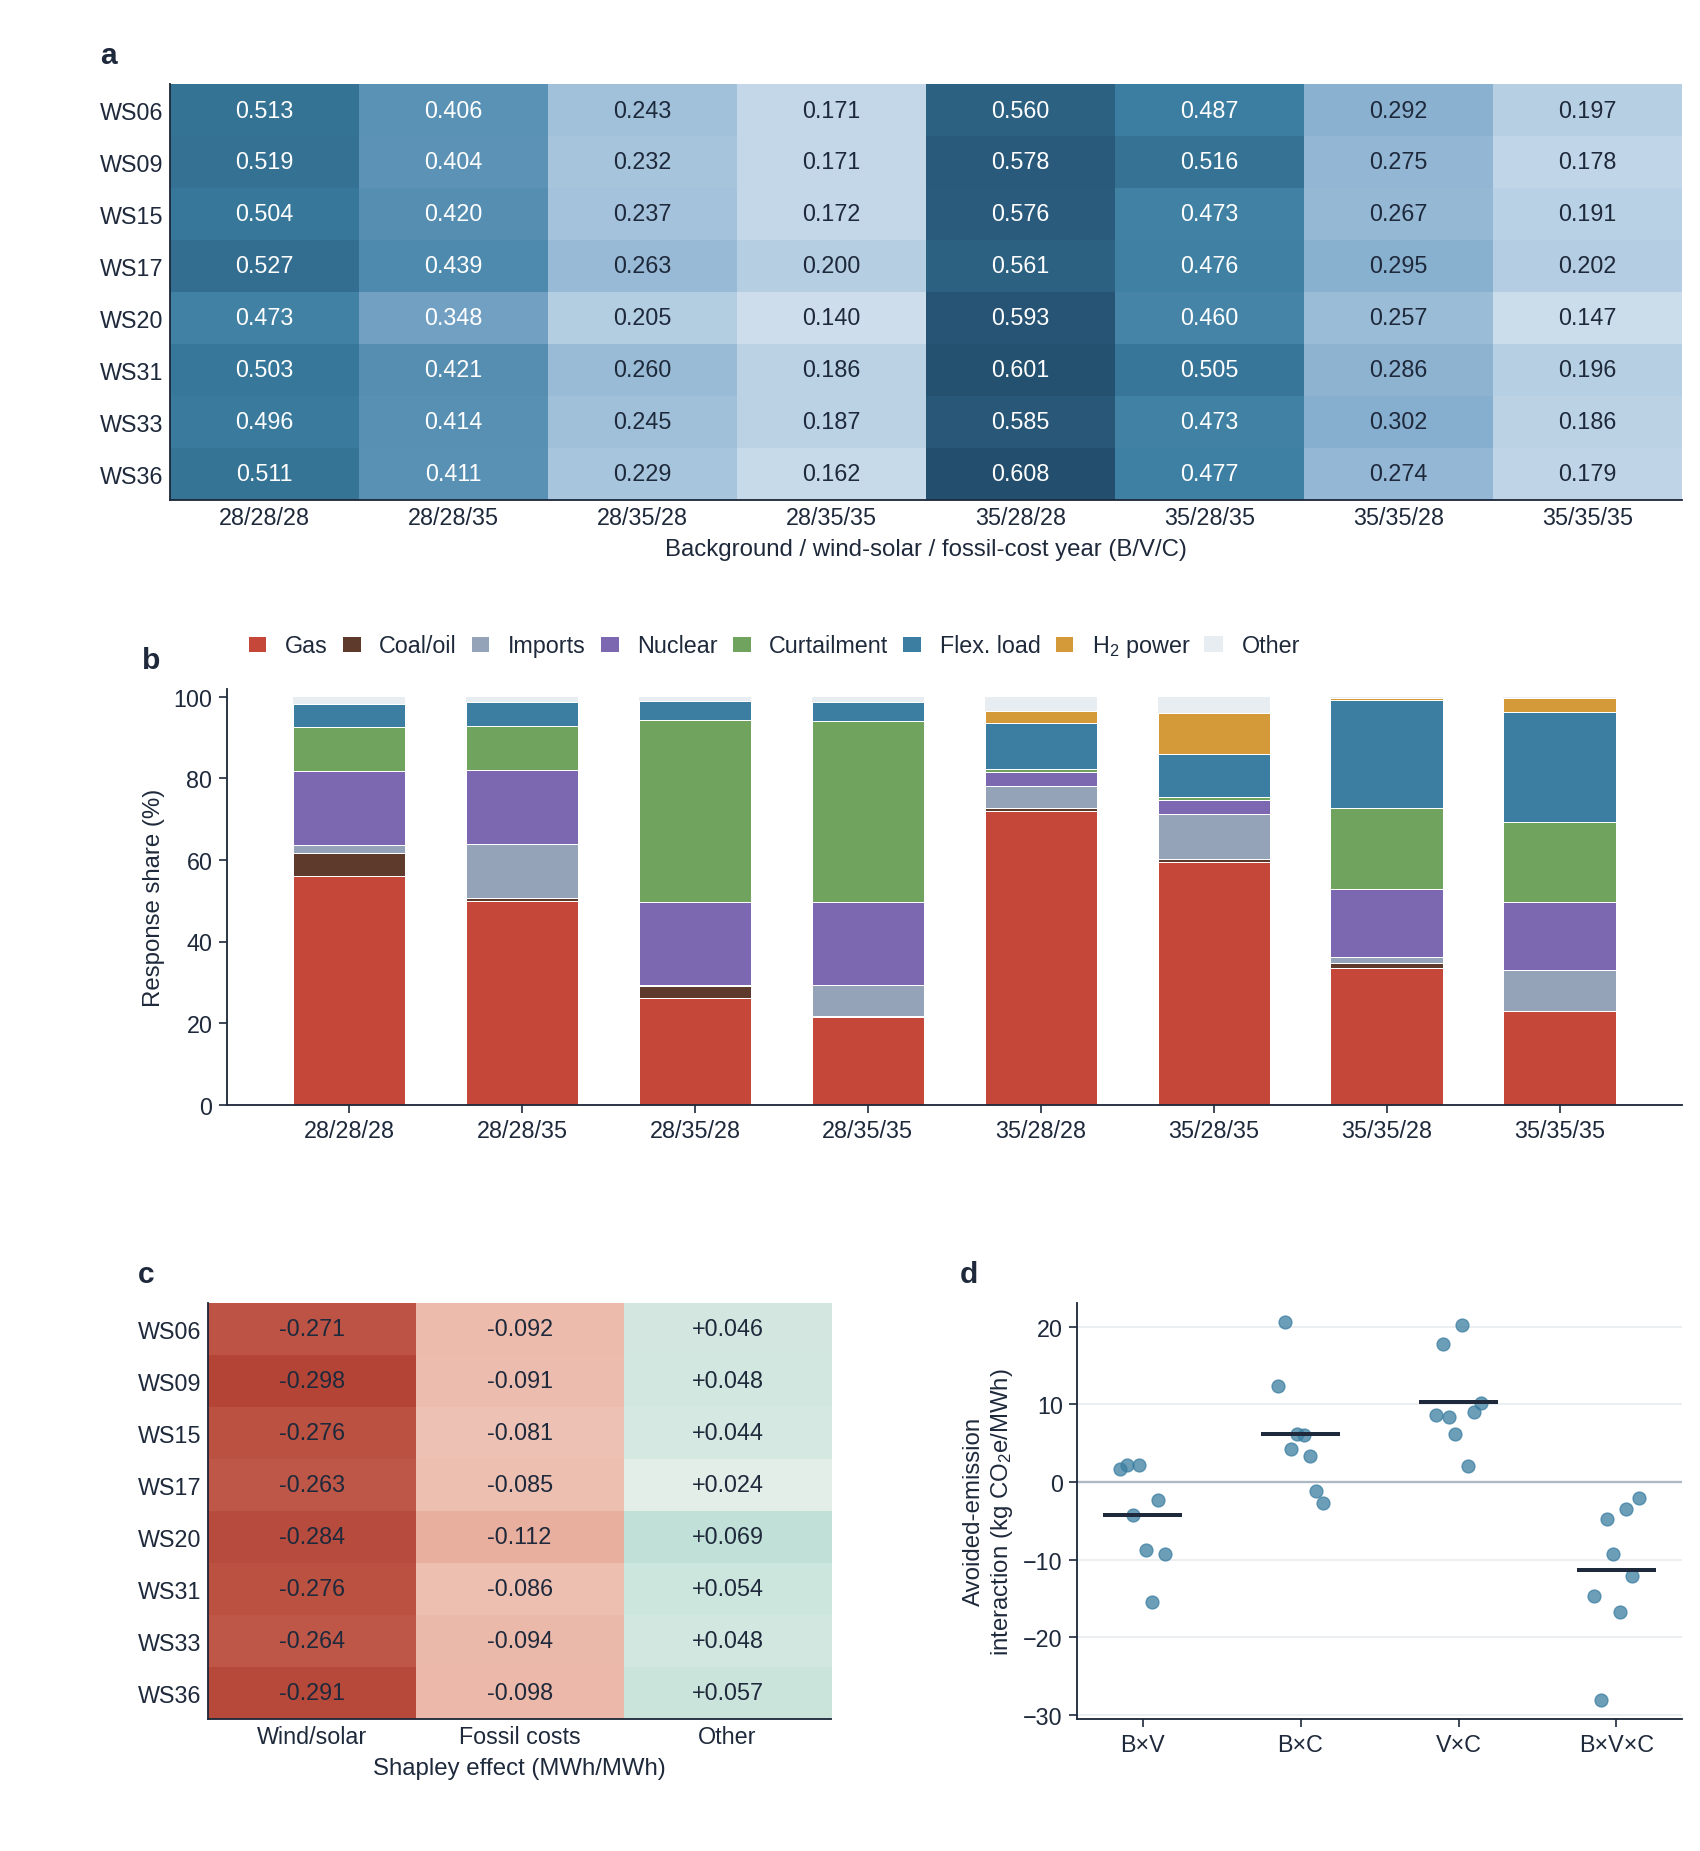 a
WS06 0.513 0.406 0.243 0.171 0.560 0.487 0.292 0.197
WS09 0.519 0.404 0.232 0.171 0.578 0.516 0.275 0.178
WS15 0.504 0.420 0.237 0.172 0.576 0.473 0.267 0.191
WS17 0.527 0.439 0.263 0.200 0.561 0.476 0.295 0.202
WS20 0.473 0.348 0.205 0.140 0.593 0.460 0.257 0.147
WS31 0.503 0.421 0.260 0.186 0.601 0.505 0.286 0.196
WS33 0.496 0.414 0.245 0.187 0.585 0.473 0.302 0.186
WS36 0.511 0.411 0.229 0.162 0.608 0.477 0.274 0.179
28/28/28 28/28/35 28/35/28 28/35/35 35/28/28 35/28/35 35/35/28 35/35/35
Background / wind-solar / fossil-cost year (B/V/C)
b
Gas Coal/oil Imports Nuclear Curtailment Flex. load H₂ power Other
Response share (%)
100
80
60
40
20
0
28/28/28 28/28/35 28/35/28 28/35/35 35/28/28 35/28/35 35/35/28 35/35/35
c
WS06 -0.271 -0.092 +0.046
WS09 -0.298 -0.091 +0.048
WS15 -0.276 -0.081 +0.044
WS17 -0.263 -0.085 +0.024
WS20 -0.284 -0.112 +0.069
WS31 -0.276 -0.086 +0.054
WS33 -0.264 -0.094 +0.048
WS36 -0.291 -0.098 +0.057
Wind/solar Fossil costs Other
Shapley effect (MWh/MWh)
d
Avoided-emission
interaction (kg CO₂e/MWh)
20
10
0
−10
−20
−30
B×V B×C V×C B×V×C